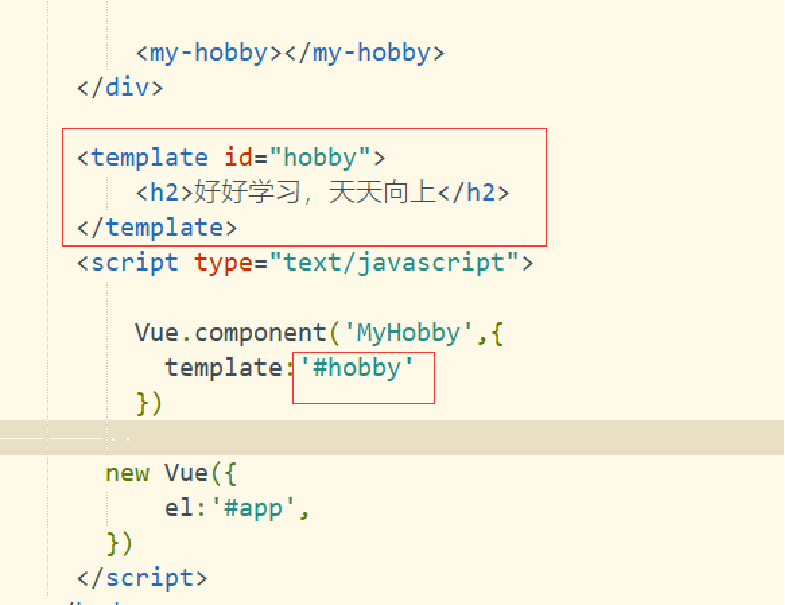 <my-hobby></my-hobby>
</div>
<template id="hobby">
<h2>好好学习，天天向上</h2>
</template>
<script type="text/javascript">
Vue.component('MyHobby',{
template:'#hobby'
})
new Vue({
el:'#app',
})
</script>